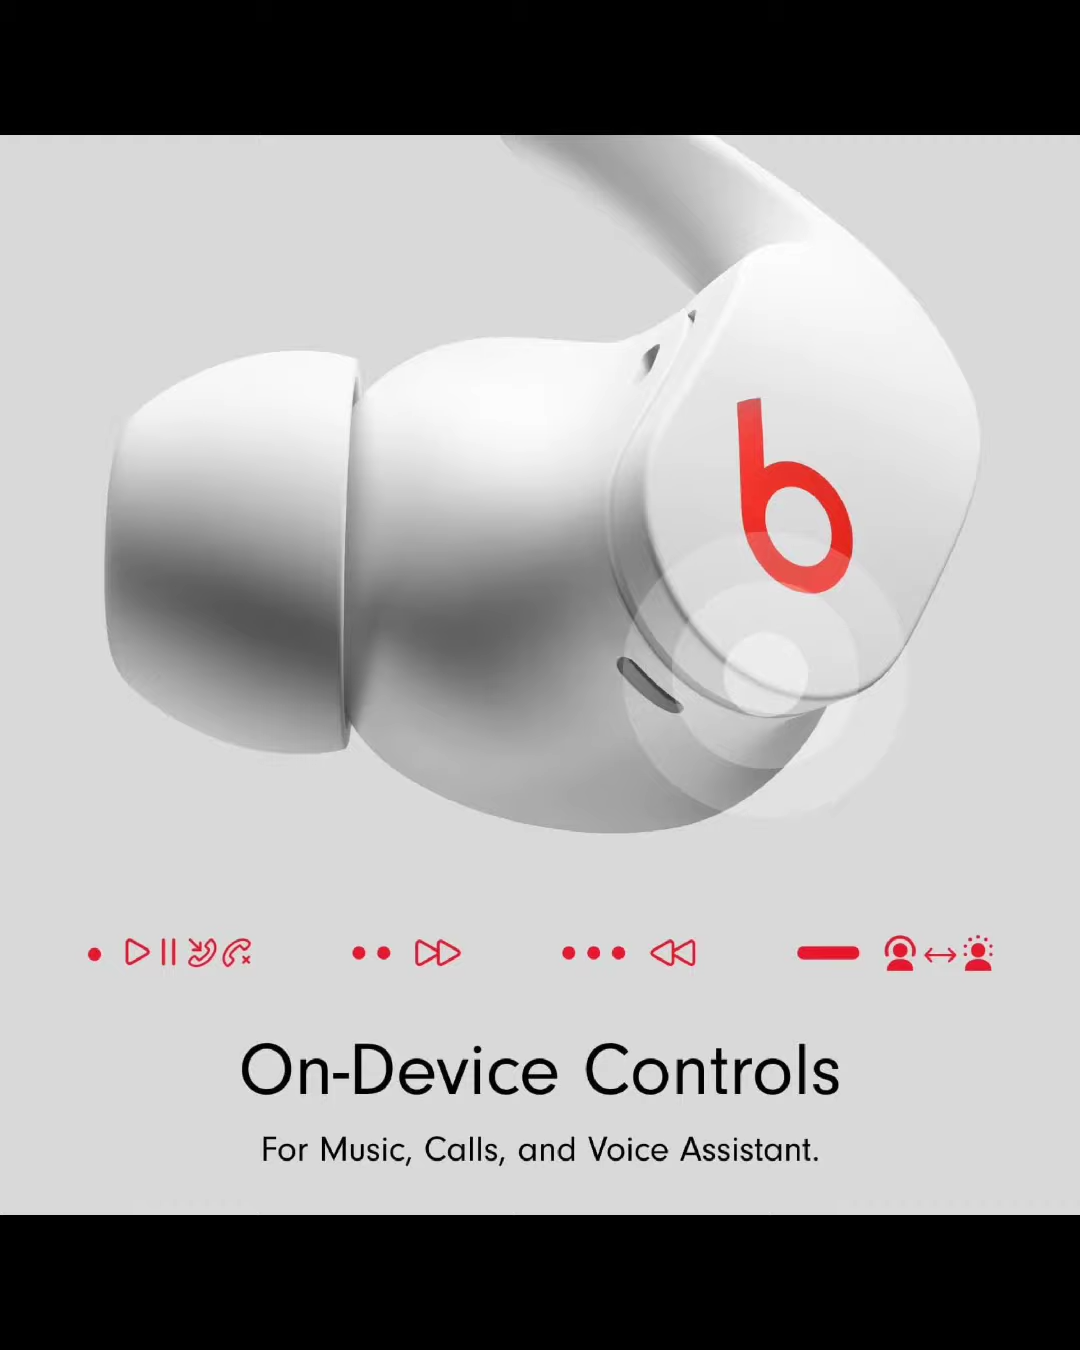 b
On-Device Controls
For Music, Calls, and Voice Assistant.